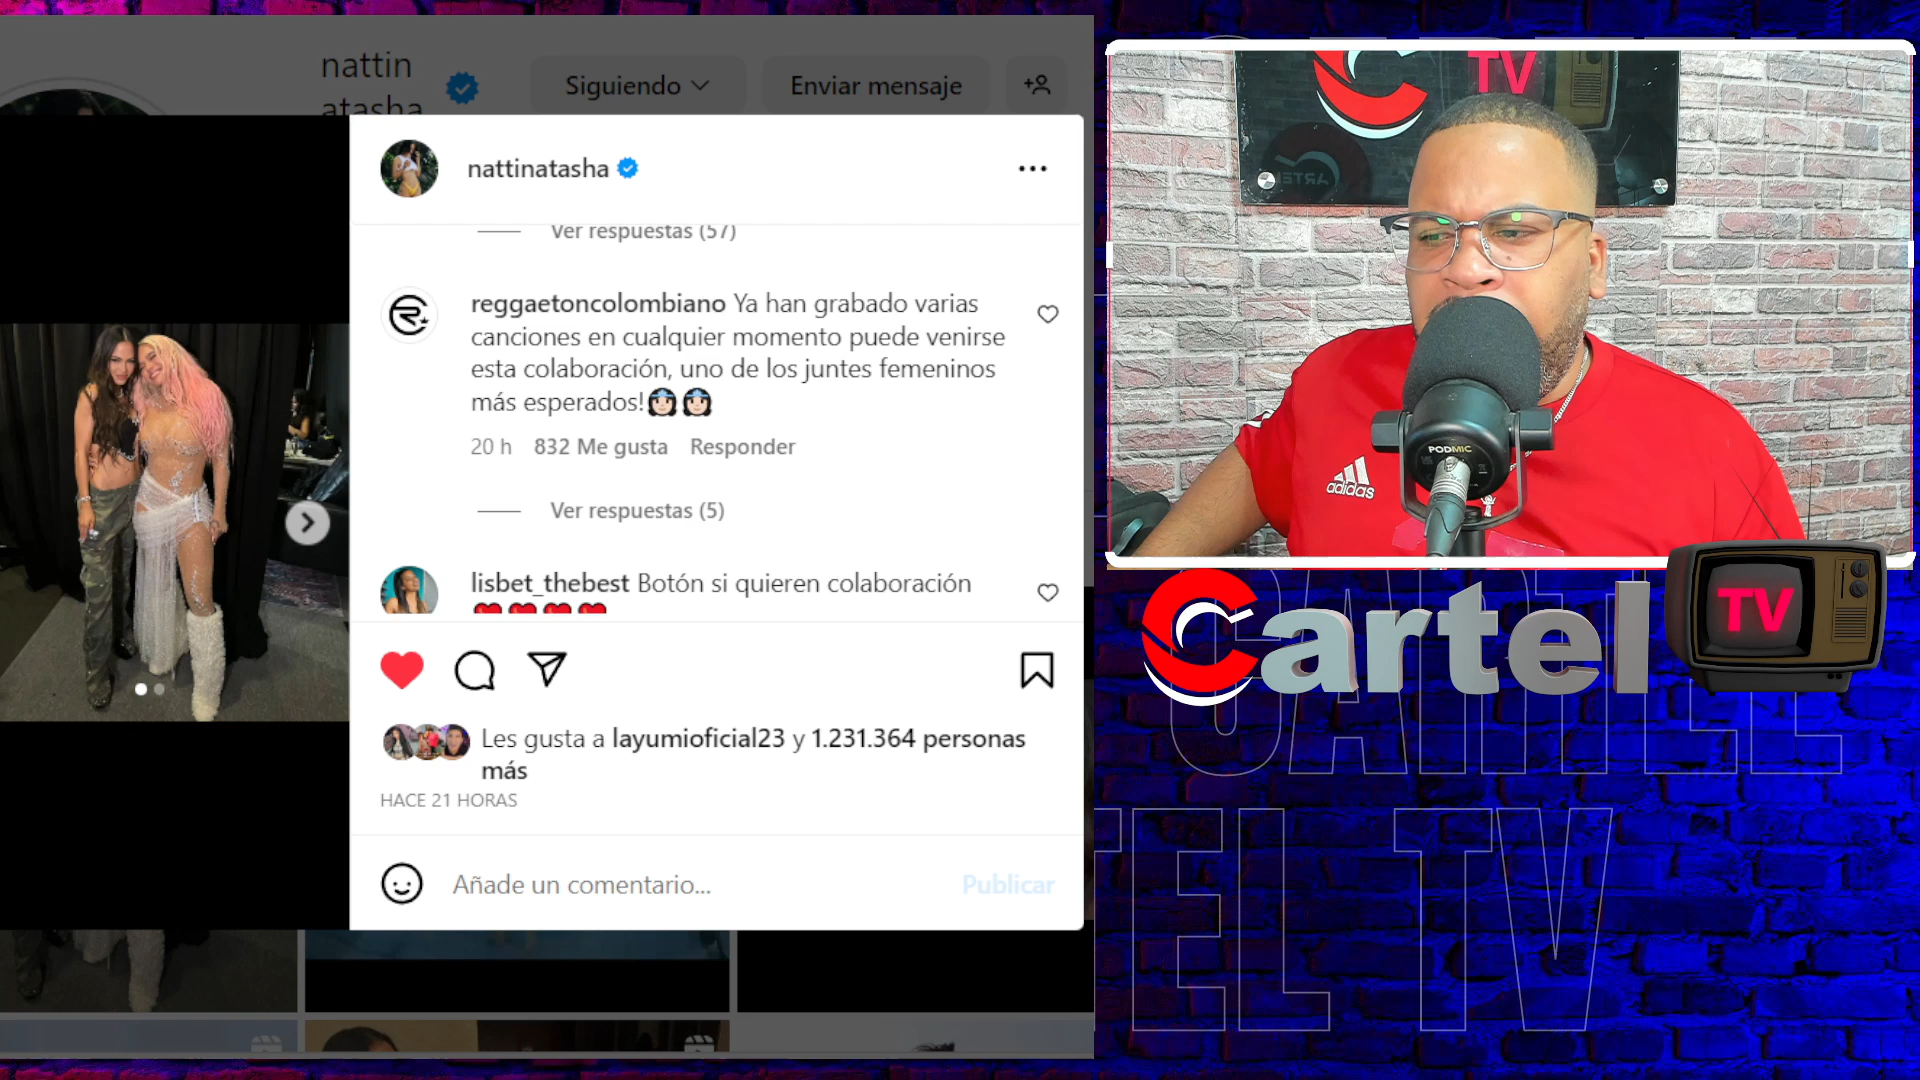 nattin
atasha
Siguiendo
Enviar mensaje
nattinatasha
Ver respuestas (57)
reggaetoncolombiano Ya han grabado varias
canciones en cualquier momento puede venirse
esta colaboración, uno de los juntes femeninos
más esperados!👸🏻👸🏻
20 h 832 Me gusta Responder
Ver respuestas (5)
lisbet_thebest Botón si quieren colaboración
❤️❤️❤️❤️
Les gusta a layumioficial23 y 1.231.364 personas
más
HACE 21 HORAS
Añade un comentario...
Publicar
TV
PODMIC
adidas
Cartel
TV
CARTEL
TEL TV